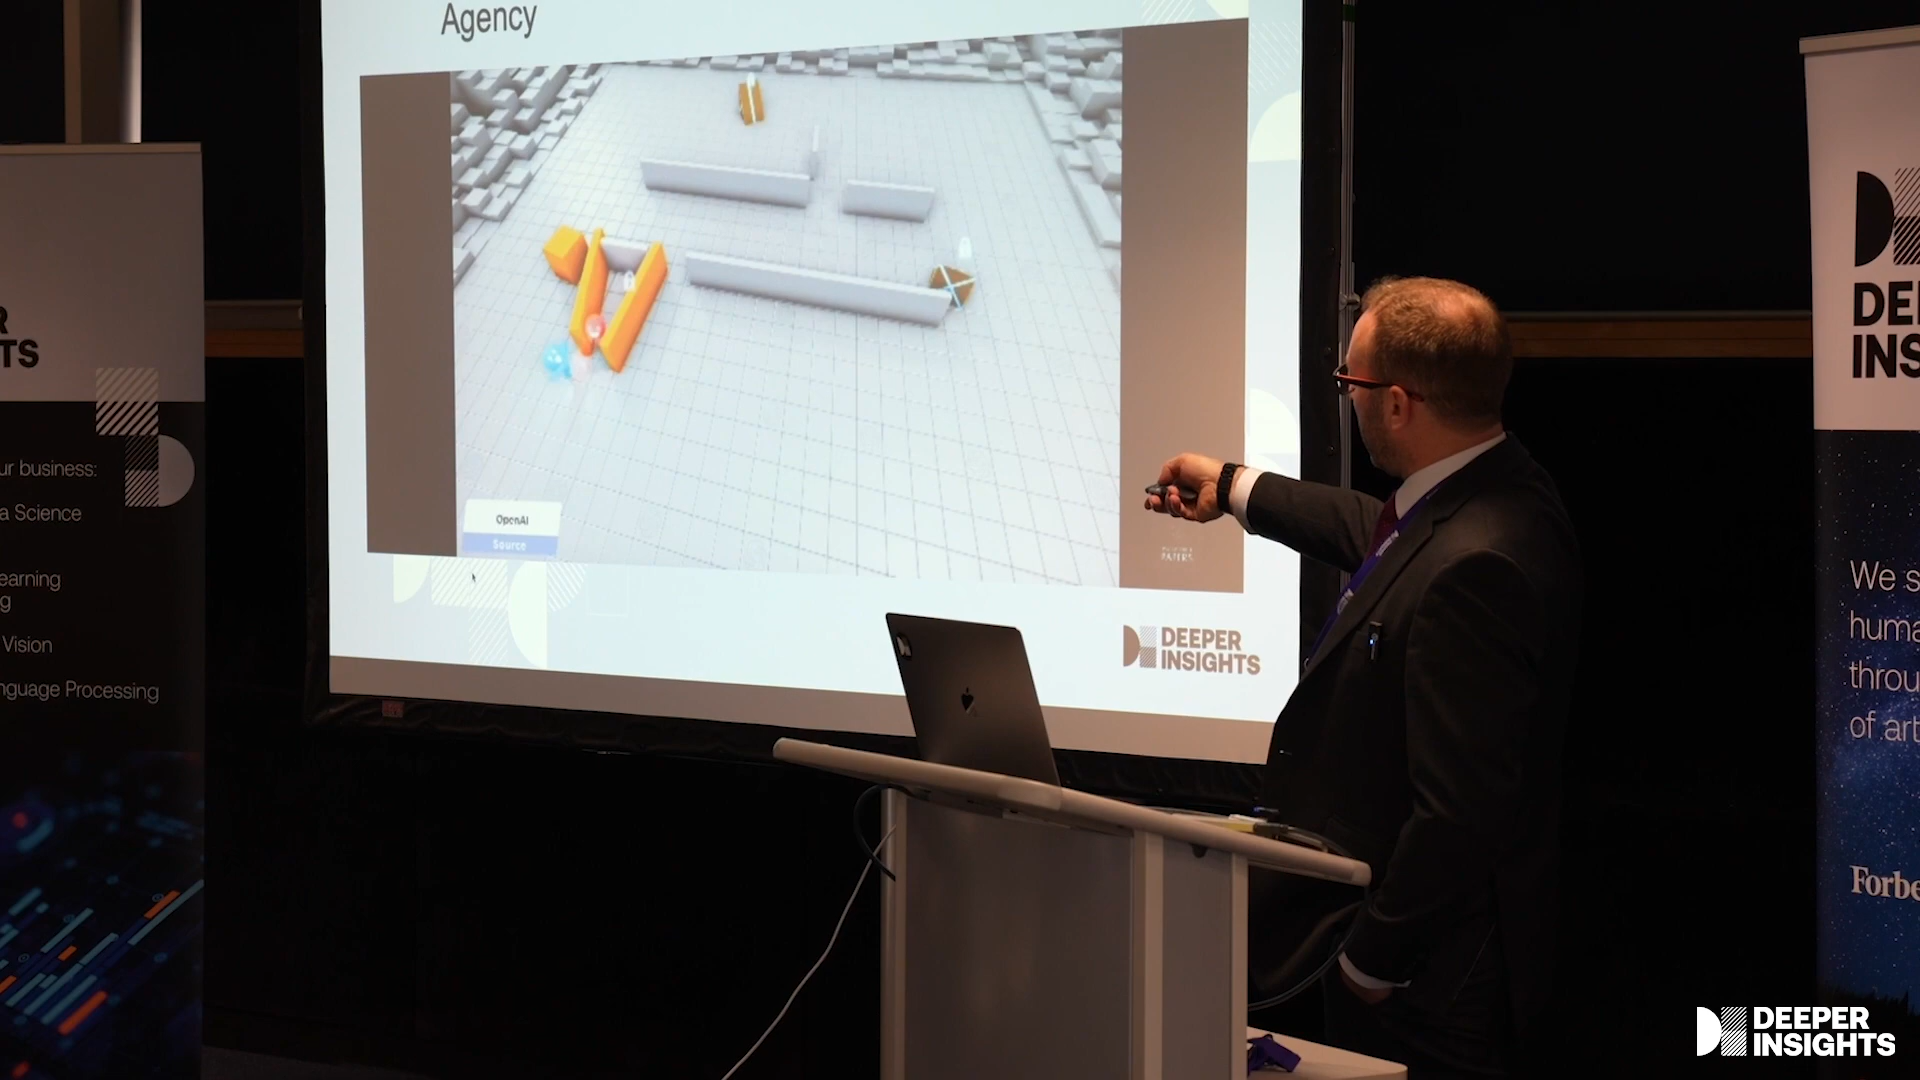 Agency
OpenAI
Source
PAPERS
DEEPER
INSIGHTS
R
TS
ur business:
a Science
earning
g
Vision
nguage Processing
DE
INS
We s
huma
throu
of art
Forbe
DEEPER
INSIGHTS